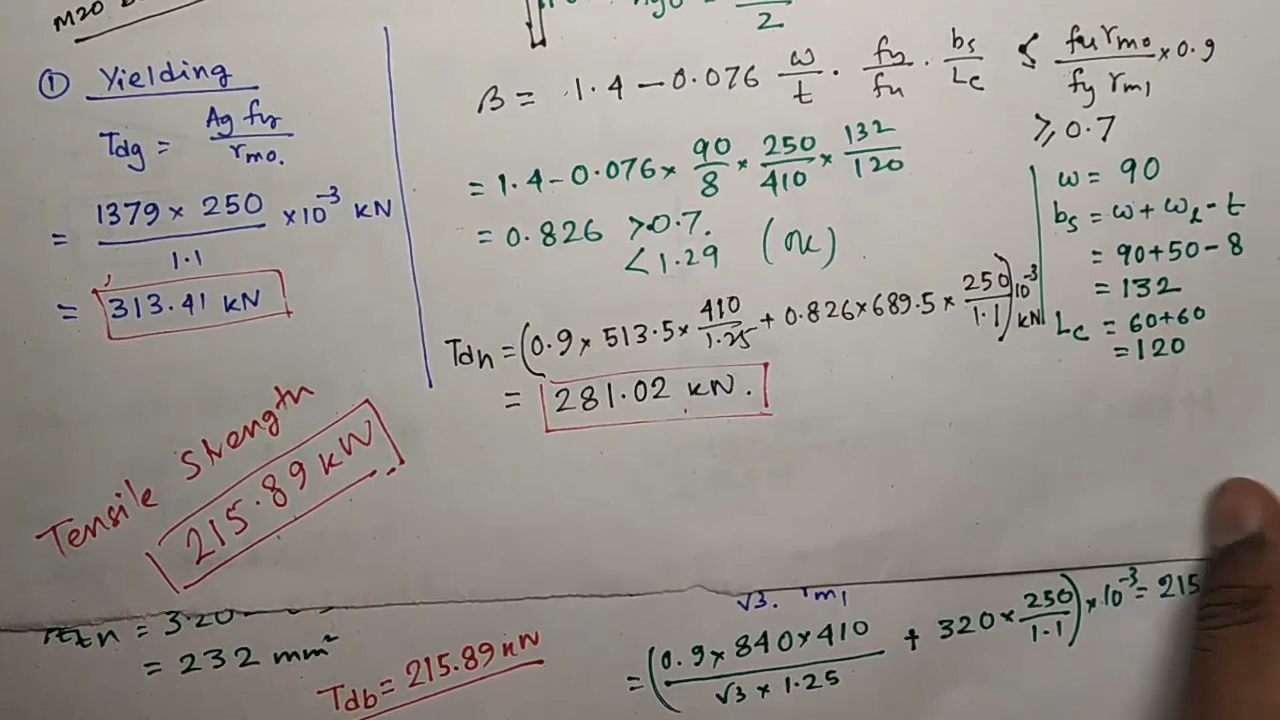 M20
2
① Yielding
Tdg = Ag fy / γmo.
= 1379 × 250 / 1.1 × 10⁻³ kN
= 313.41 kN
β = 1.4 − 0.076 w/t · fy/fu · bs/Lc ≤ fu γmo / fy γm1 × 0.9
≥ 0.7
= 1.4 − 0.076 × 90/8 × 250/410 × 132/120
= 0.826 > 0.7.
< 1.29 (ok)
w = 90
bs = w + w1 − t
= 90 + 50 − 8
= 132
Lc = 60 + 60
= 120
Tdn = (0.9 × 513.5 × 410/1.25 + 0.826 × 689.5 × 250/1.1) 10⁻³ kN
= 281.02 kN.
Tensile Strength
215.89 kN
= 320
= 232 mm²
Tdb = 215.89 kN
√3. γm1
= (0.9 × 840 × 410 / √3 × 1.25 + 320 × 250/1.1) × 10⁻³ = 215